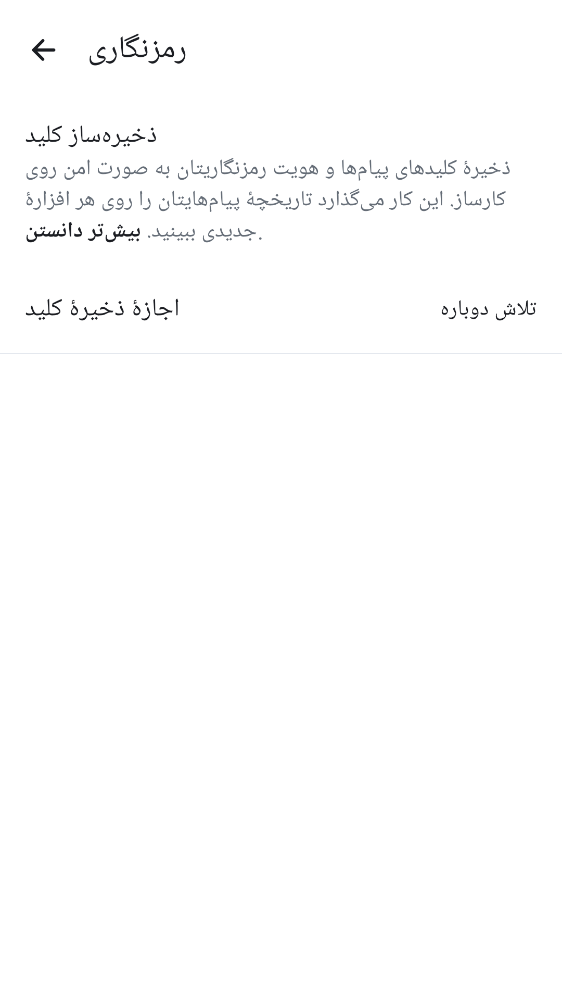 رمزنگاری
ذخیره‌ساز کلید
ذخیرهٔ کلیدهای پیام‌ها و هویت رمزنگاریتان به صورت امن روی
کارساز. این کار می‌گذارد تاریخچهٔ پیام‌هایتان را روی هر افزارهٔ
جدیدی ببینید. بیش‌تر دانستن.
اجازهٔ ذخیرهٔ کلید
تلاش دوباره